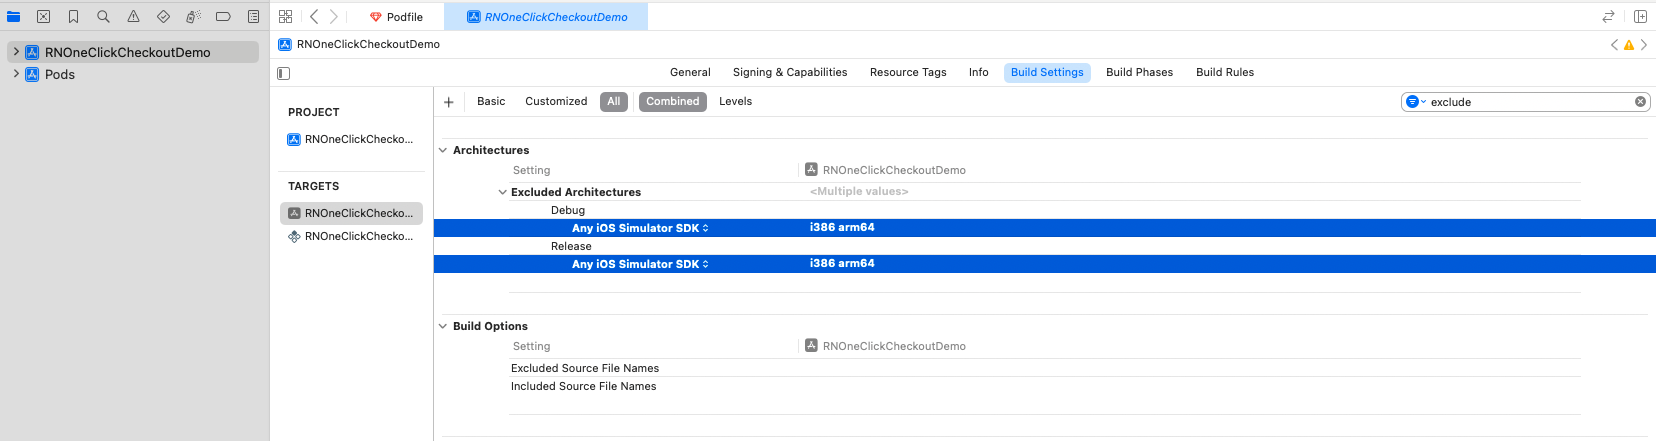 Podfile
RNOneClickCheckoutDemo
RNOneClickCheckoutDemo
Pods
RNOneClickCheckoutDemo
General Signing & Capabilities Resource Tags Info Build Settings Build Phases Build Rules
PROJECT
RNOneClickChecko...
TARGETS
RNOneClickChecko...
RNOneClickChecko...
+ Basic Customized All Combined Levels
exclude
Architectures
Setting RNOneClickCheckoutDemo
Excluded Architectures <Multiple values>
Debug
Any iOS Simulator SDK i386 arm64
Release
Any iOS Simulator SDK i386 arm64
Build Options
Setting RNOneClickCheckoutDemo
Excluded Source File Names
Included Source File Names